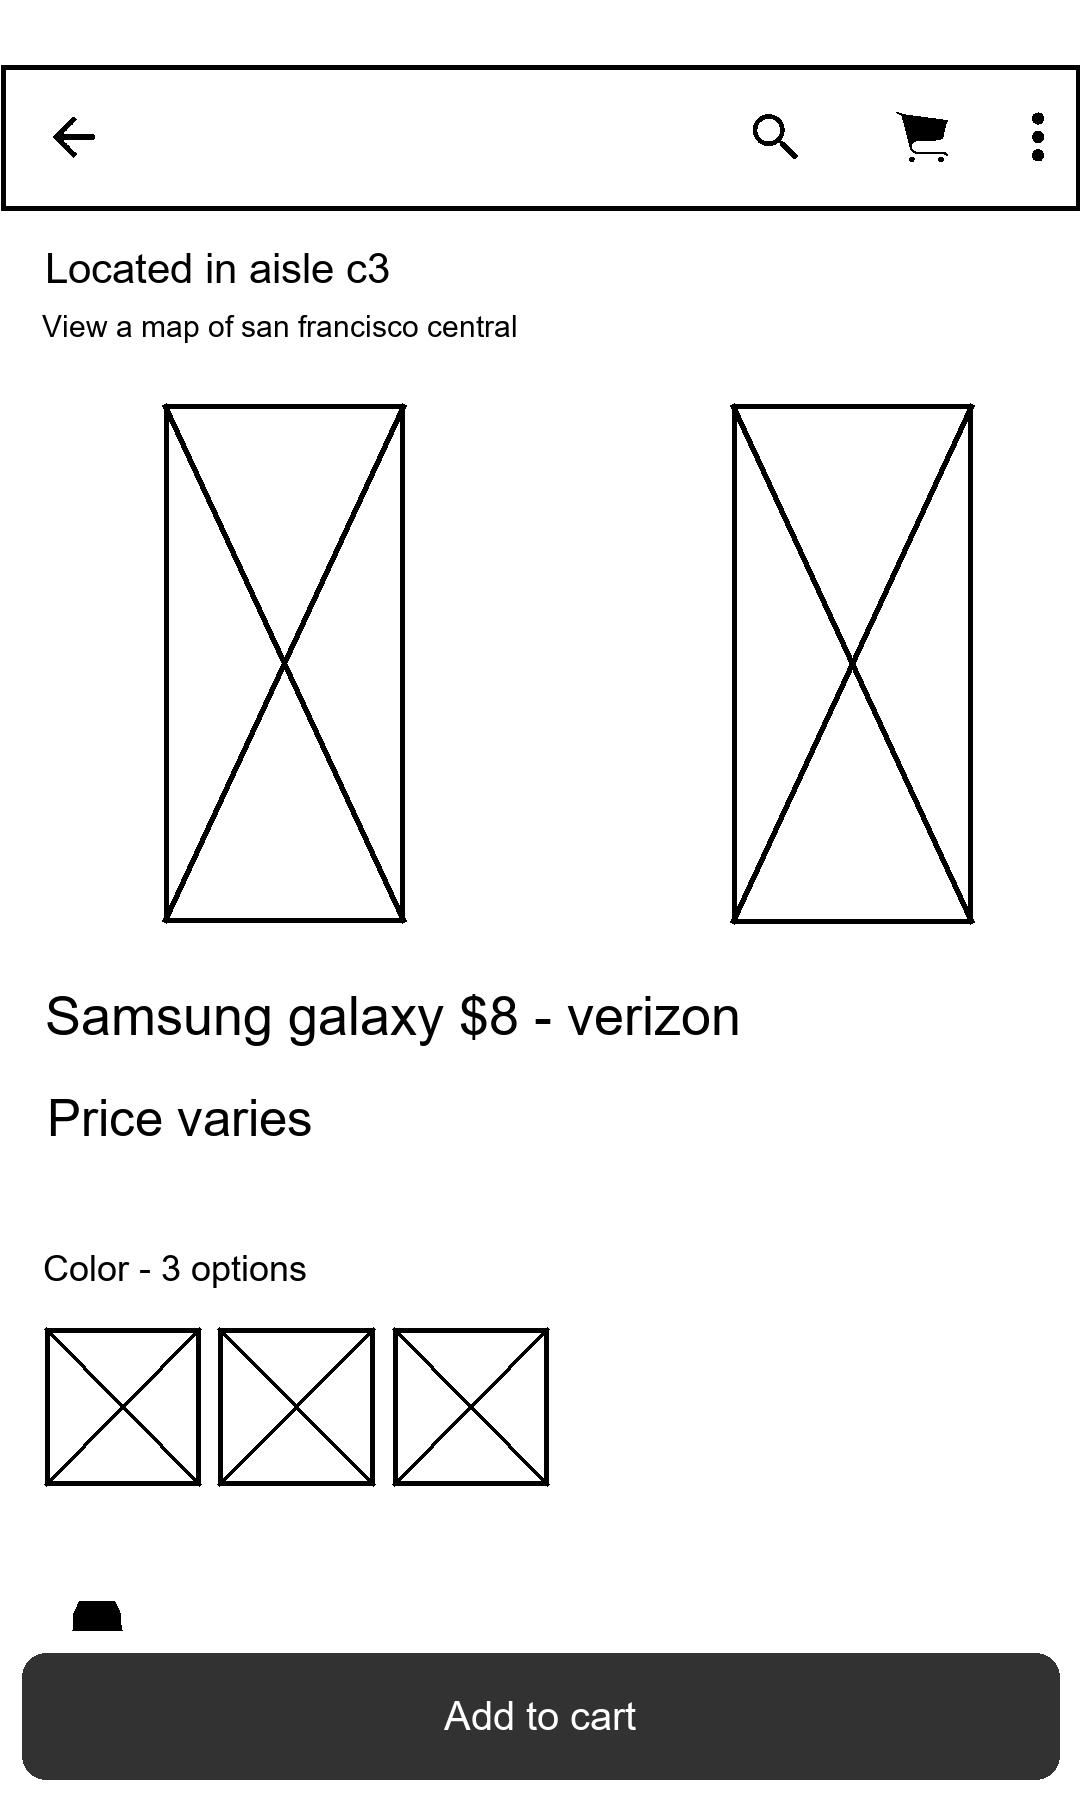 Located in aisle c3
View a map of san francisco central
Samsung galaxy $8 - verizon
Price varies
Color - 3 options
Add to cart